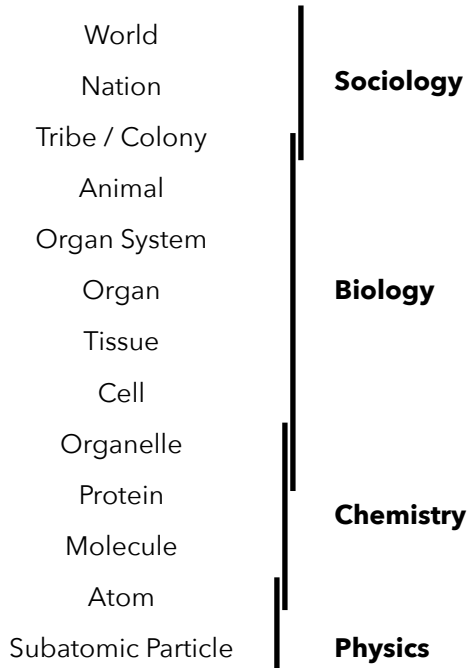 World
Nation
Sociology
Tribe / Colony
Animal
Organ System
Organ
Biology
Tissue
Cell
Organelle
Protein
Chemistry
Molecule
Atom
Subatomic Particle
Physics